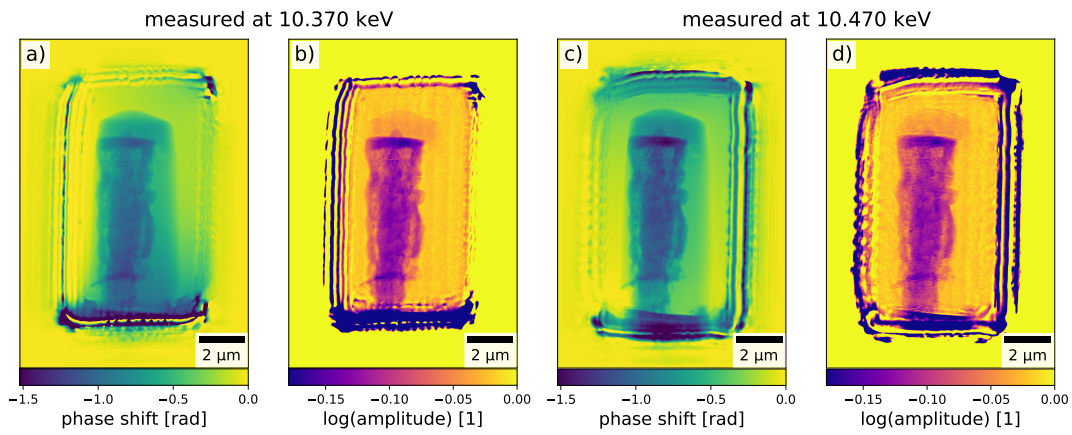 measured at 10.370 keV
measured at 10.470 keV
a)
b)
c)
d)
2 μm
2 μm
2 μm
2 μm
−1.5 −1.0 −0.5 0.0
−0.15 −0.10 −0.05 0.00
−1.5 −1.0 −0.5 0.0
−0.15 −0.10 −0.05 0.00
phase shift [rad]
log(amplitude) [1]
phase shift [rad]
log(amplitude) [1]